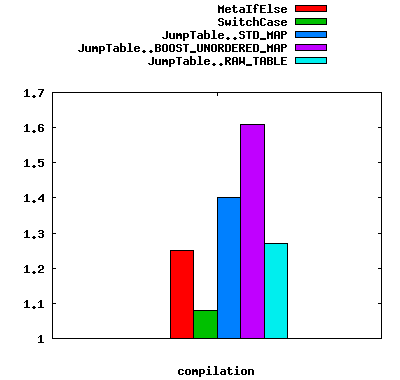 MetaIfElse
SwitchCase
JumpTable..STD_MAP
JumpTable..BOOST_UNORDERED_MAP
JumpTable..RAW_TABLE
1.7
1.6
1.5
1.4
1.3
1.2
1.1
1
compilation